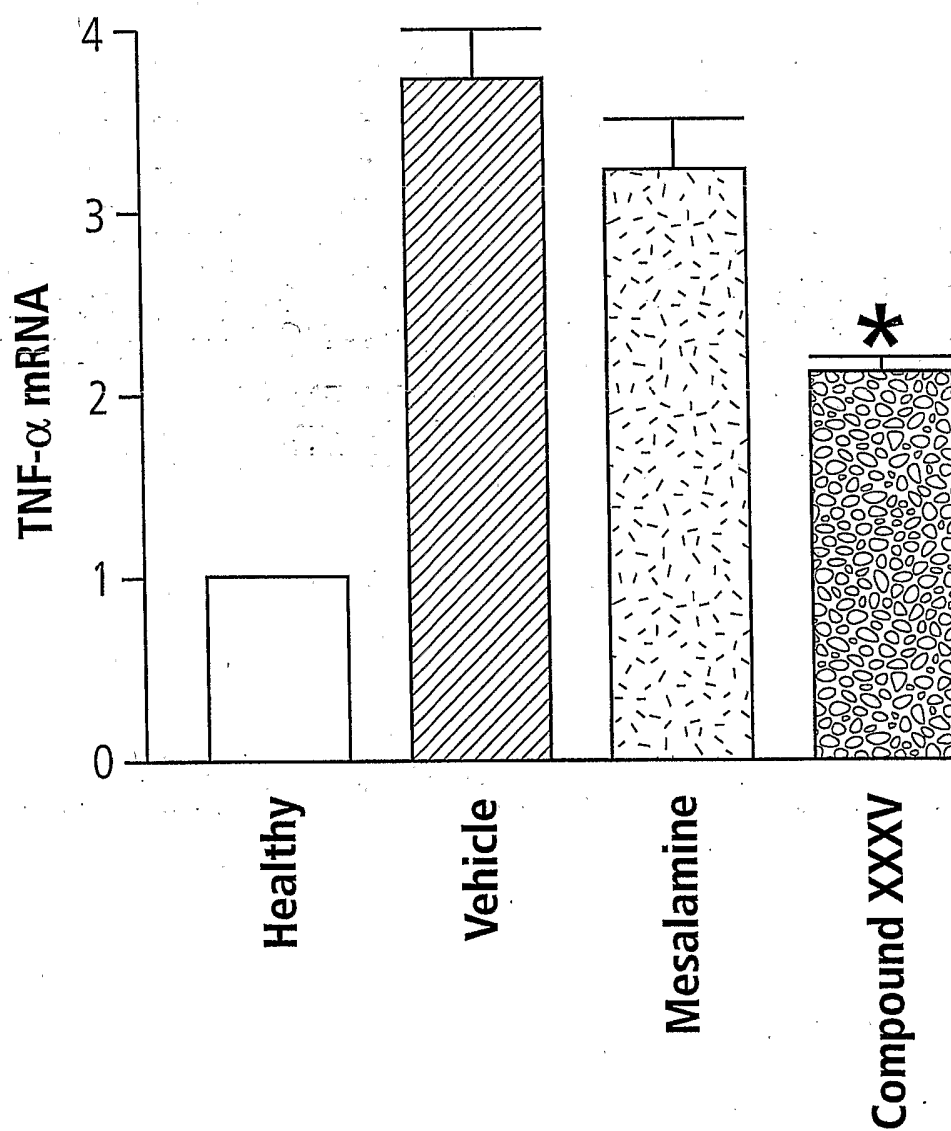 4
3
2
1
0
TNF-α mRNA
*
Healthy
Vehicle
Mesalamine
Compound XXXV